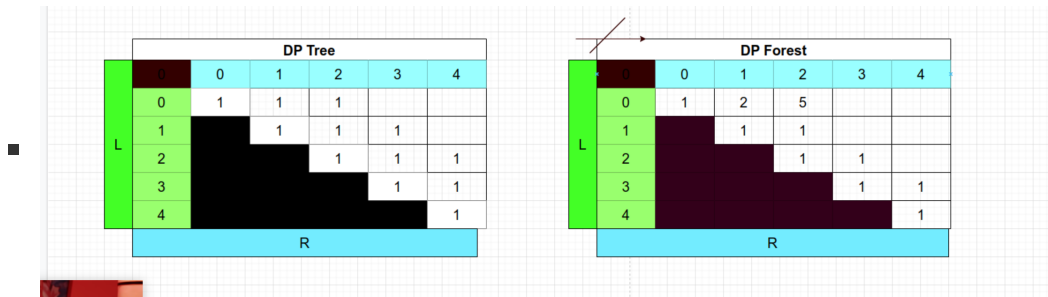 DP Tree
0 0 1 2 3 4
0 1 1 1
1 1 1 1
L
2 1 1 1
3 1 1
4 1
R
DP Forest
0 0 1 2 3 4
0 1 2 5
1 1 1
L
2 1 1
3 1 1
4 1
R